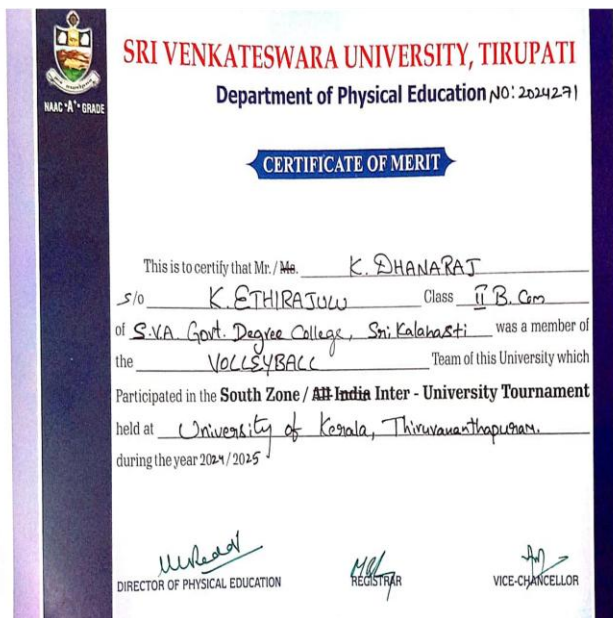 SRI VENKATESWARA UNIVERSITY, TIRUPATI
NAAC "A+" GRADE
Department of Physical Education NO: 2024271
CERTIFICATE OF MERIT
This is to certify that Mr. / Ms. K. DHANARAJ
S/o K. ETHIRAJULU Class II B. Com
of S.V.A. Govt. Degree College, Sri Kalahasti was a member of
the VOLLEYBALL Team of this University which
Participated in the South Zone / All India Inter - University Tournament
held at University of Kerala, Thiruvananthapuram.
during the year 2024/2025
DIRECTOR OF PHYSICAL EDUCATION
REGISTRAR
VICE-CHANCELLOR